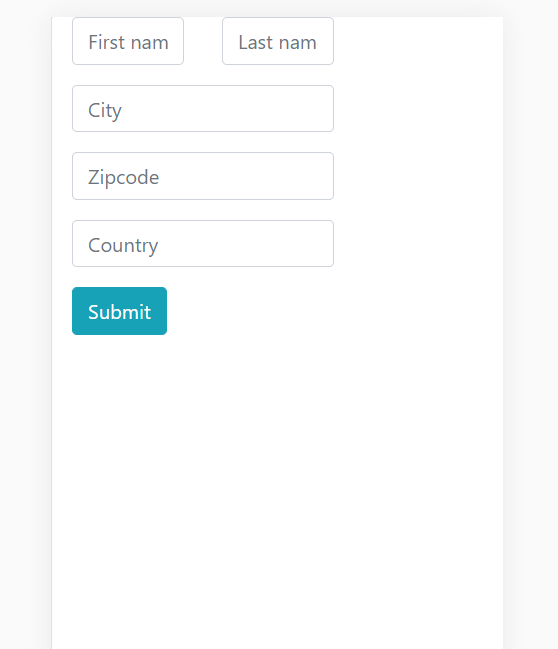 First nam Last nam
City
Zipcode
Country
Submit